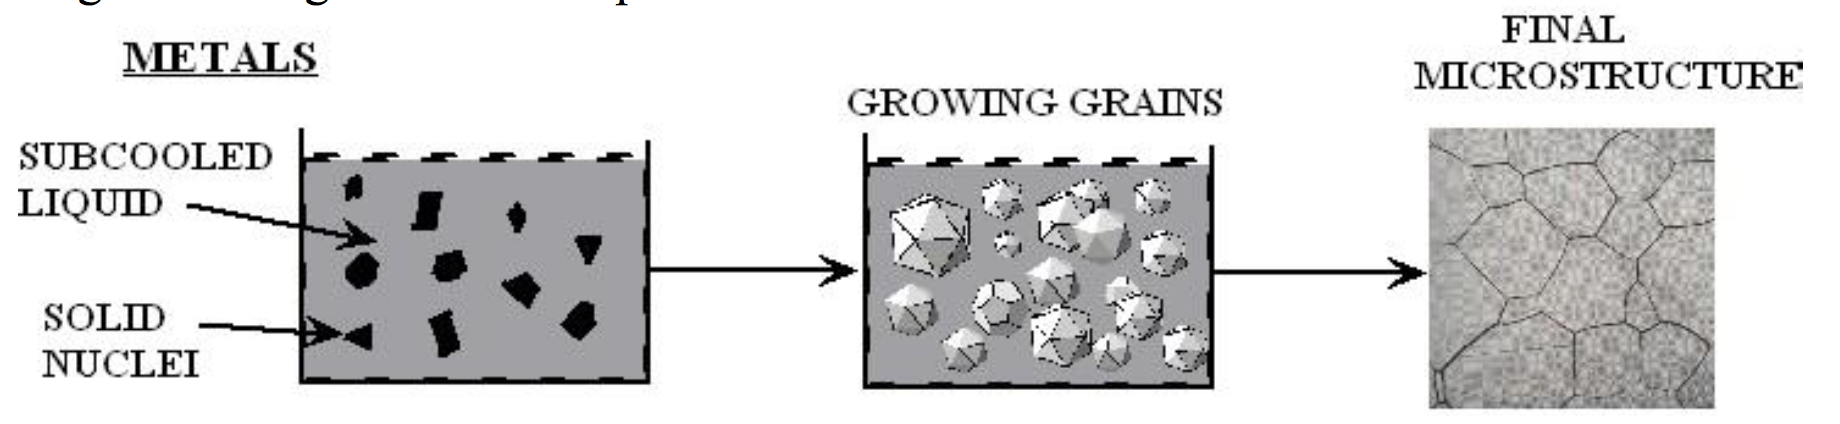 METALS
SUBCOOLED
LIQUID
SOLID
NUCLEI
GROWING GRAINS
FINAL
MICROSTRUCTURE